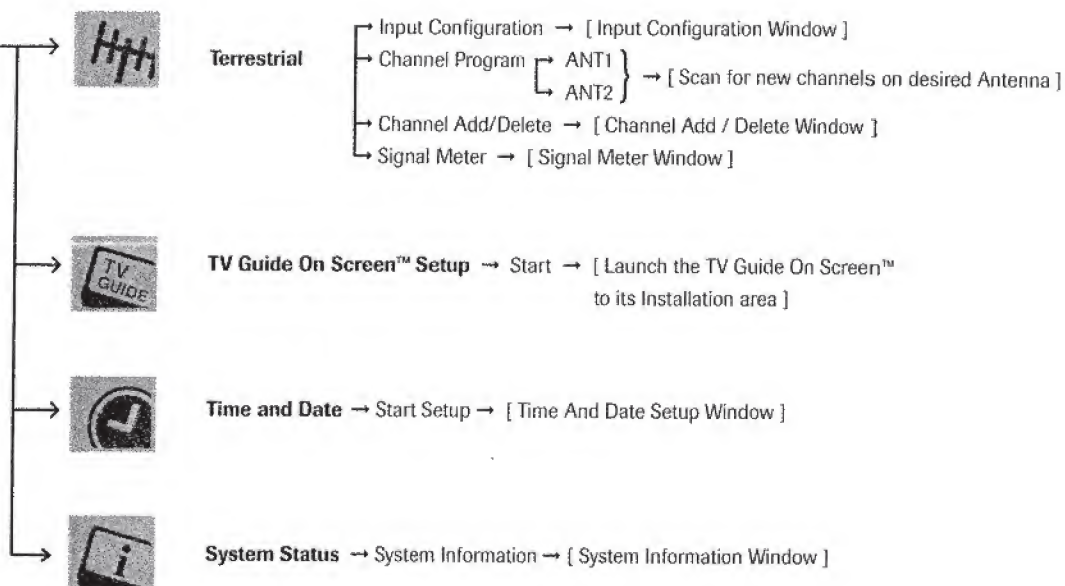 Terrestrial
Input Configuration → [ Input Configuration Window ]
Channel Program → ANT1
→ ANT2 } → [ Scan for new channels on desired Antenna ]
Channel Add/Delete → [ Channel Add / Delete Window ]
Signal Meter → [ Signal Meter Window ]
TV GUIDE
TV Guide On Screen™ Setup → Start → [ Launch the TV Guide On Screen™
to its Installation area ]
Time and Date → Start Setup → [ Time And Date Setup Window ]
i
System Status → System Information → [ System Information Window ]